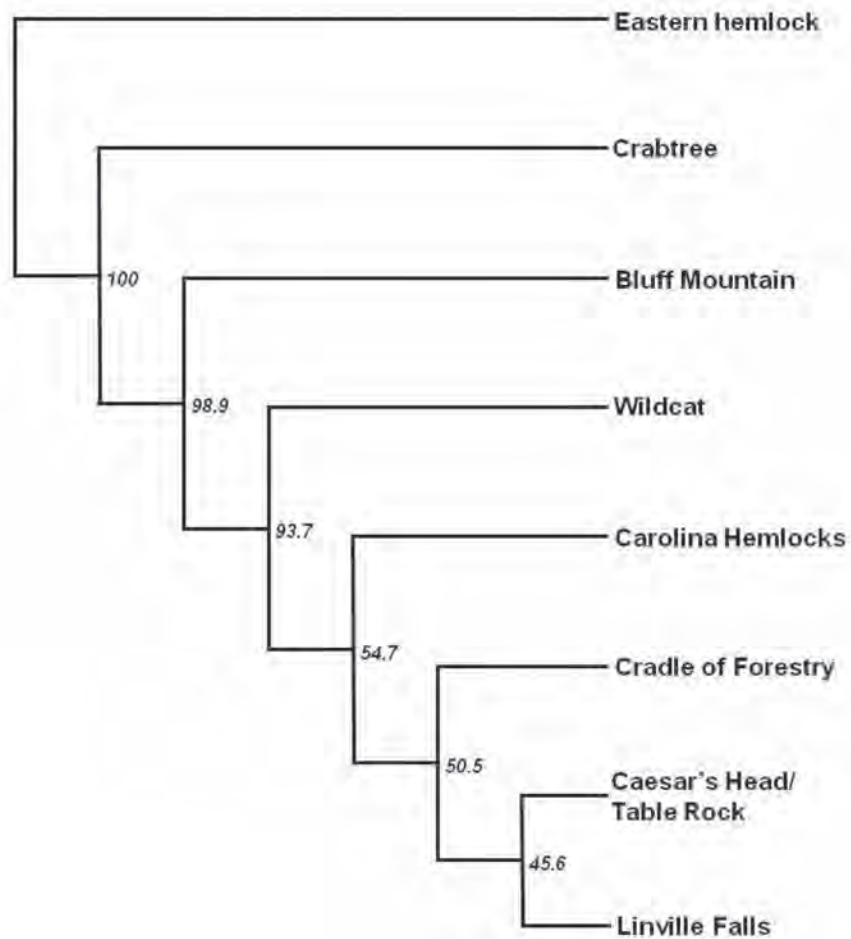 Eastern hemlock
Crabtree
100
Bluff Mountain
98.9
Wildcat
93.7
Carolina Hemlocks
54.7
Cradle of Forestry
50.5
Caesar's Head/
Table Rock
45.6
Linville Falls